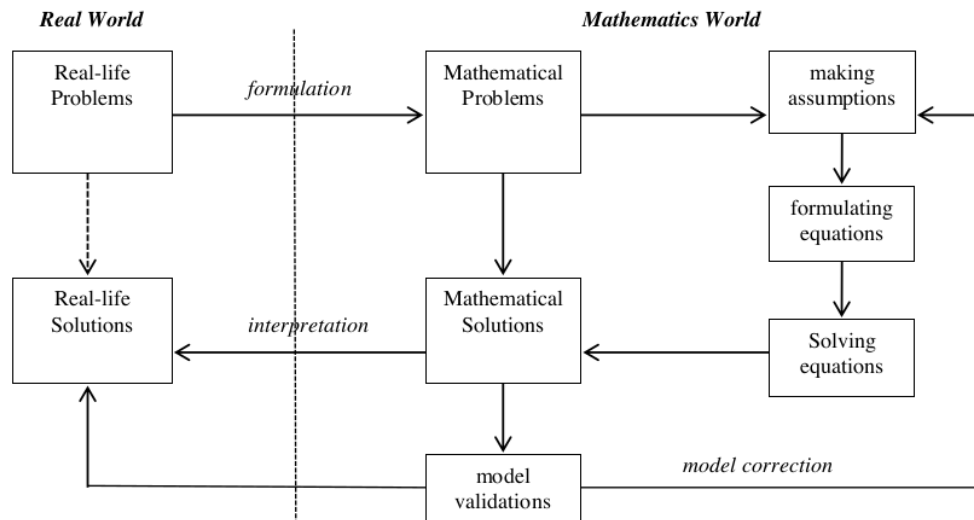 Real World
Mathematics World
Real-life
Problems
formulation
Mathematical
Problems
making
assumptions
formulating
equations
Real-life
Solutions
interpretation
Mathematical
Solutions
Solving
equations
model
validations
model correction